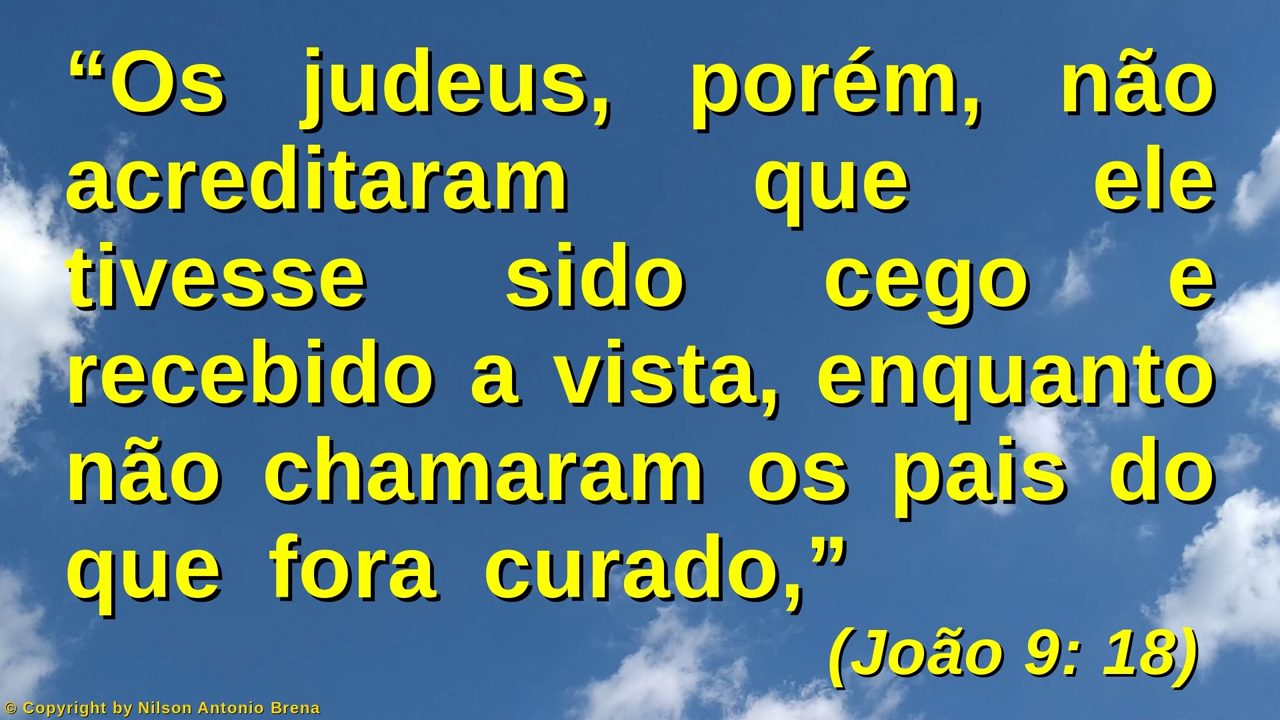 “Os judeus, porém, não
acreditaram que ele
tivesse sido cego e
recebido a vista, enquanto
não chamaram os pais do
que fora curado,”
(João 9: 18)
© Copyright by Nilson Antonio Brena